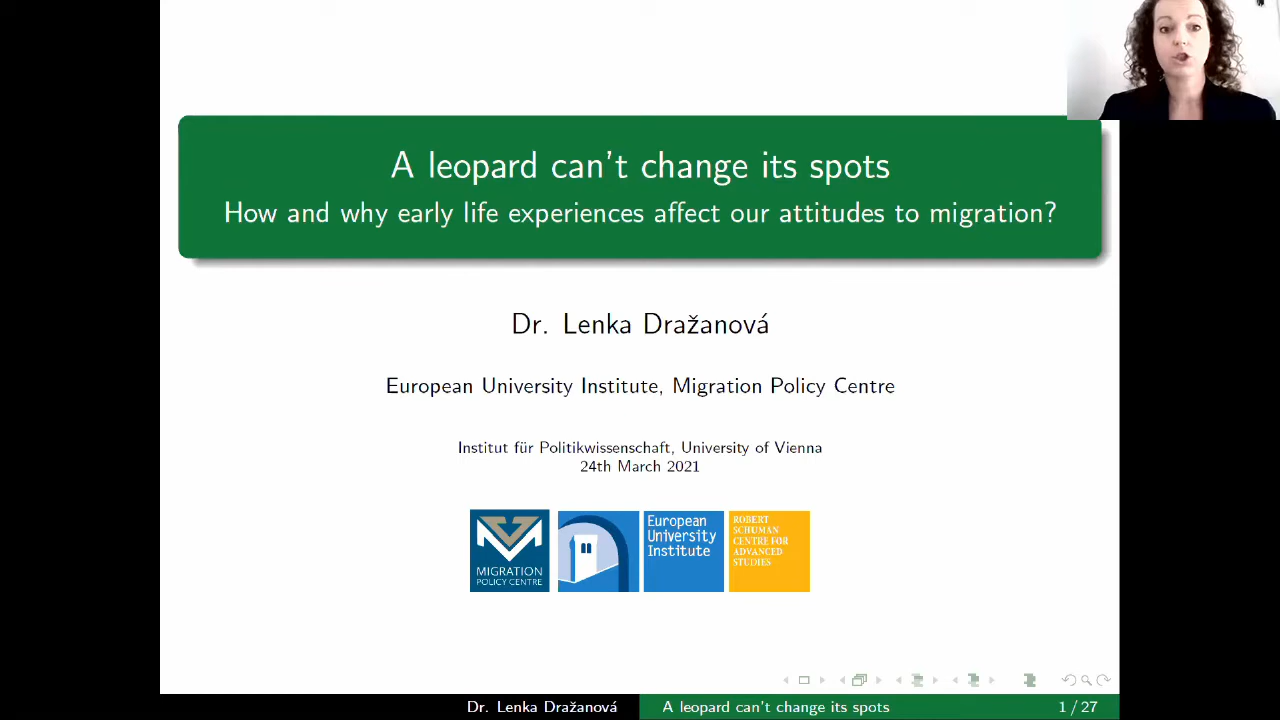 A leopard can't change its spots
How and why early life experiences affect our attitudes to migration?
Dr. Lenka Dražanová
European University Institute, Migration Policy Centre
Institut für Politikwissenschaft, University of Vienna
24th March 2021
MIGRATION
POLICY CENTRE
European
University
Institute
ROBERT
SCHUMAN
CENTRE FOR
ADVANCED
STUDIES
Dr. Lenka Dražanová
A leopard can't change its spots
1 / 27